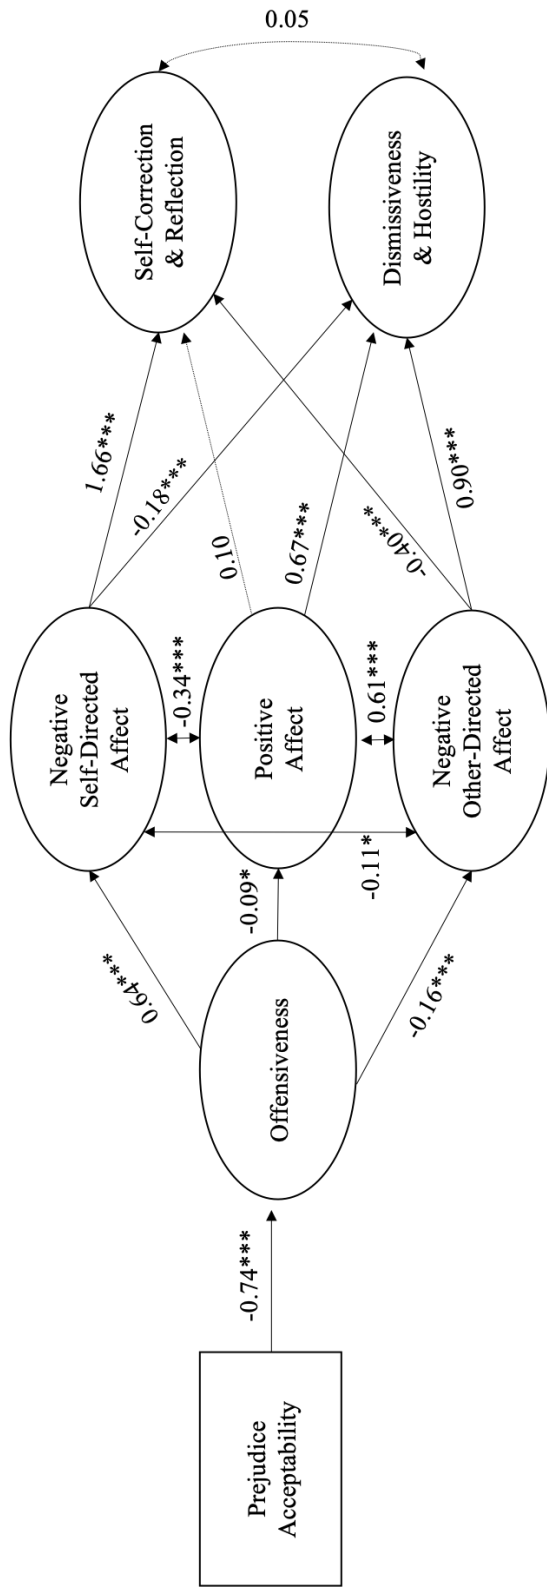 Prejudice
Acceptability
-0.74***
Offensiveness
0.64***
-0.09*
-0.16***
Negative
Self-Directed
Affect
-0.34***
Positive
Affect
0.61***
-0.11*
Negative
Other-Directed
Affect
1.66***
-0.18***
0.10
0.67***
-0.40***
0.90***
Self-Correction
& Reflection
Dismissiveness
& Hostility
0.05